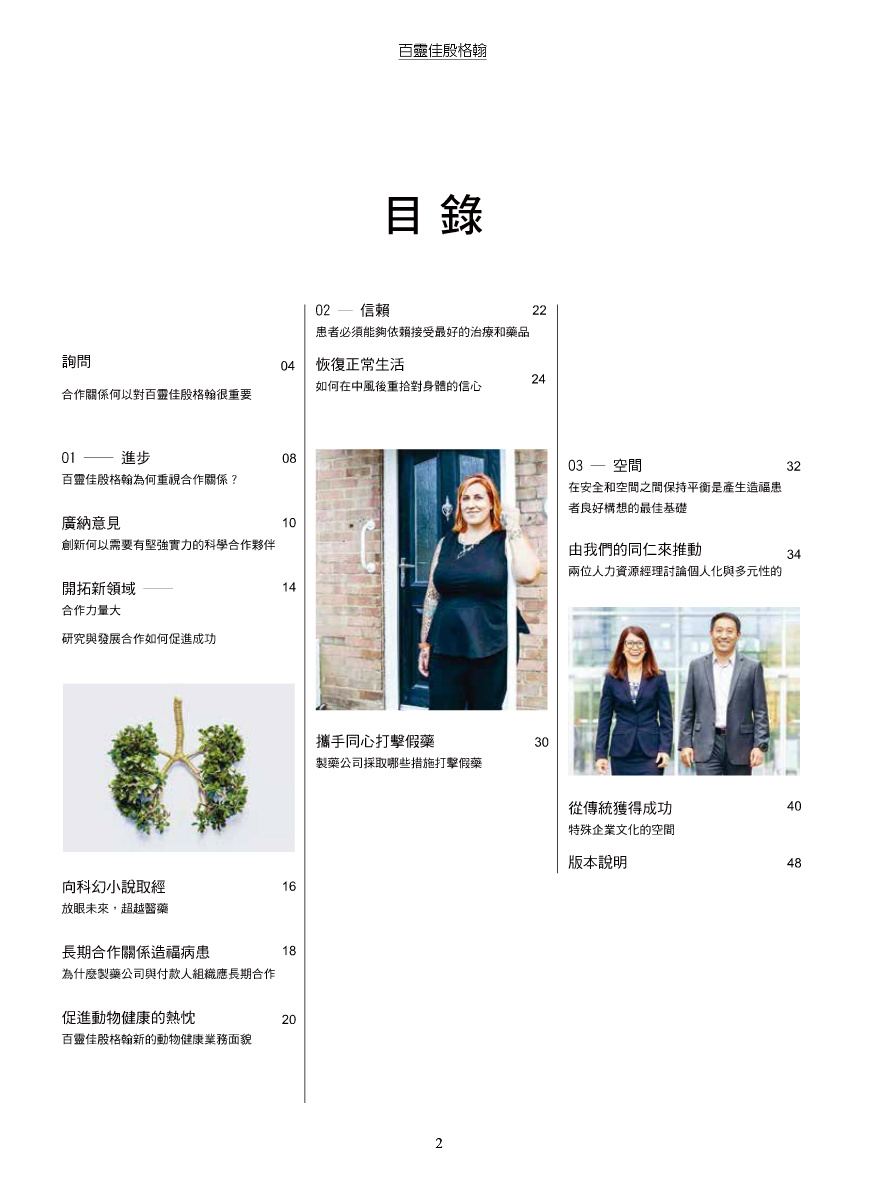 百靈佳殷格翰
目錄
詢問 04
合作關係何以對百靈佳殷格翰很重要
01 —— 進步 08
百靈佳殷格翰為何重視合作關係？
廣納意見 10
創新何以需要有堅強實力的科學合作夥伴
開拓新領域 —— 14
合作力量大
研究與發展合作如何促進成功
向科幻小說取經 16
放眼未來，超越醫藥
長期合作關係造福病患 18
為什麼製藥公司與付款人組織應長期合作
促進動物健康的熱忱 20
百靈佳殷格翰新的動物健康業務面貌
02 — 信賴 22
患者必須能夠依賴接受最好的治療和藥品
恢復正常生活
如何在中風後重拾對身體的信心 24
攜手同心打擊假藥 30
製藥公司採取哪些措施打擊假藥
03 — 空間 32
在安全和空間之間保持平衡是產生造福患
者良好構想的最佳基礎
由我們的同仁來推動 34
兩位人力資源經理討論個人化與多元性的
從傳統獲得成功 40
特殊企業文化的空間
版本說明 48
2